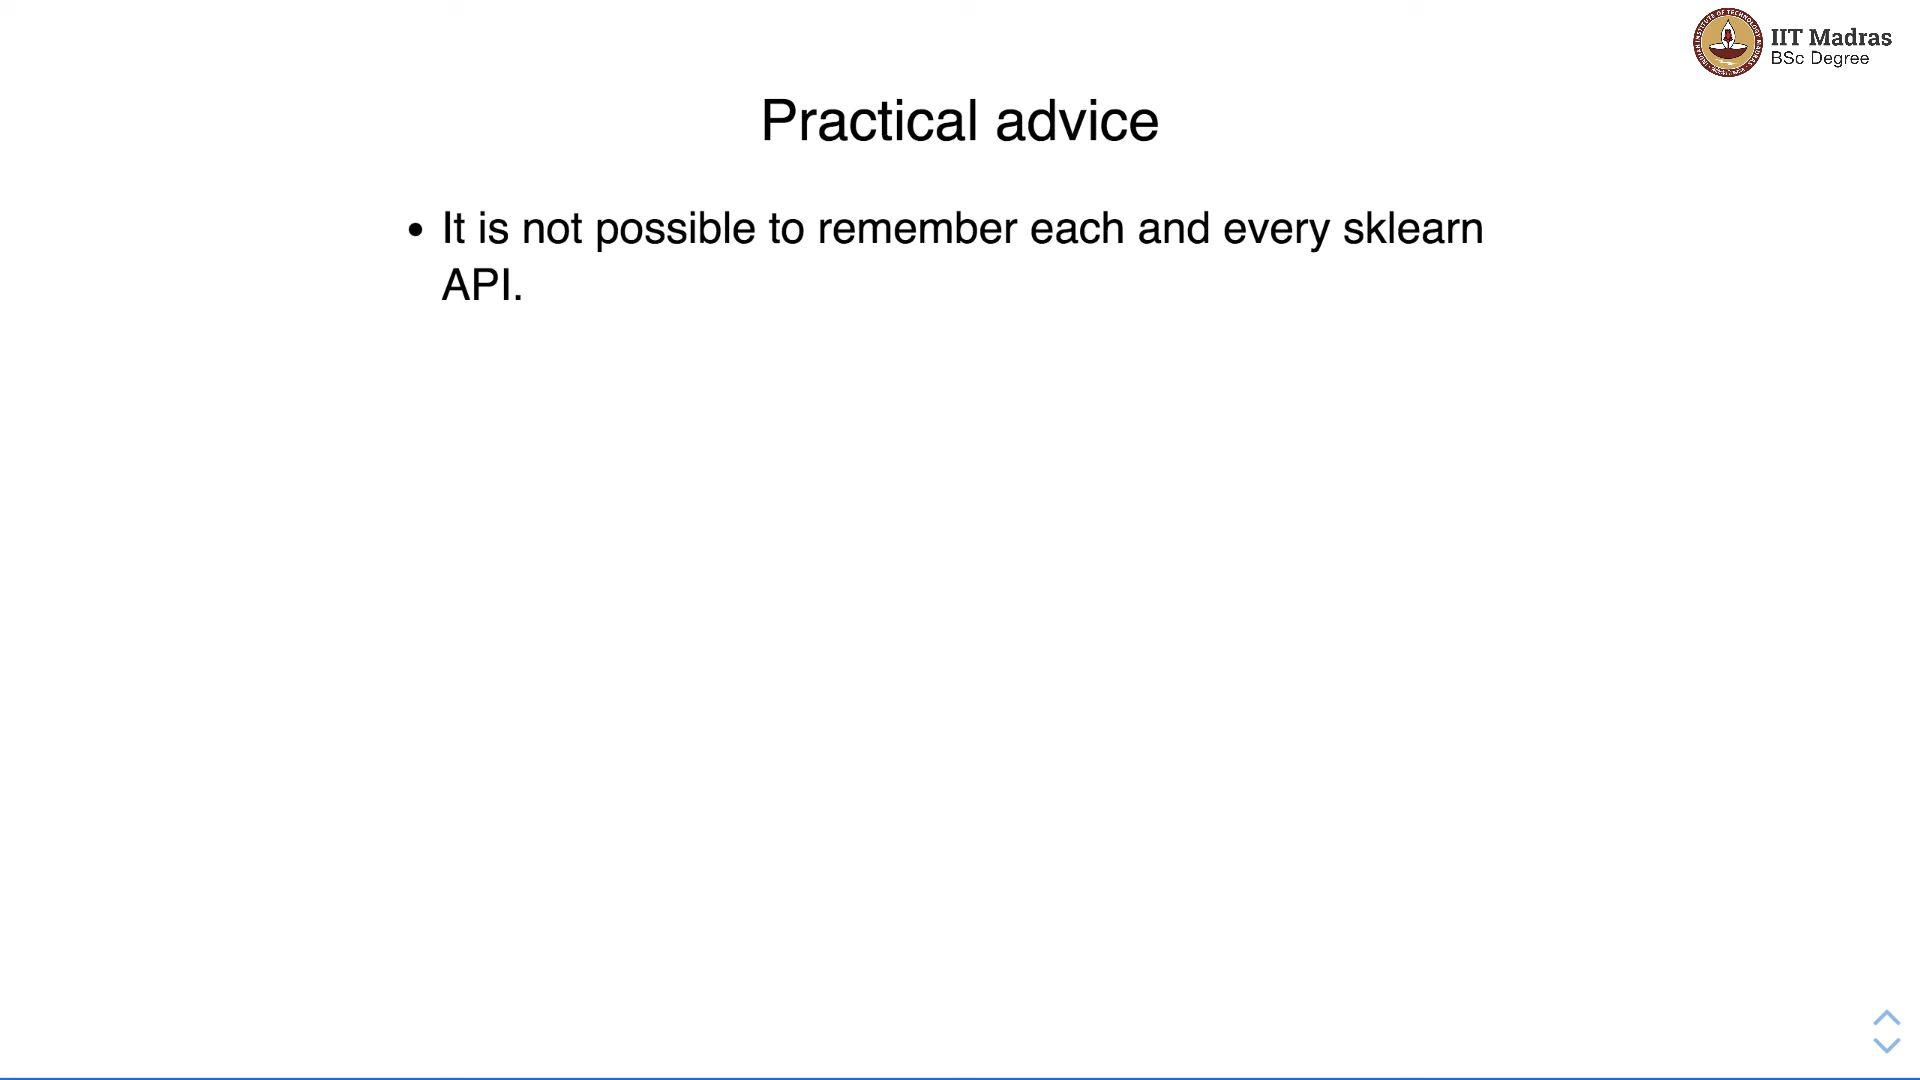 IIT Madras
BSc Degree
Practical advice
• It is not possible to remember each and every sklearn
API.